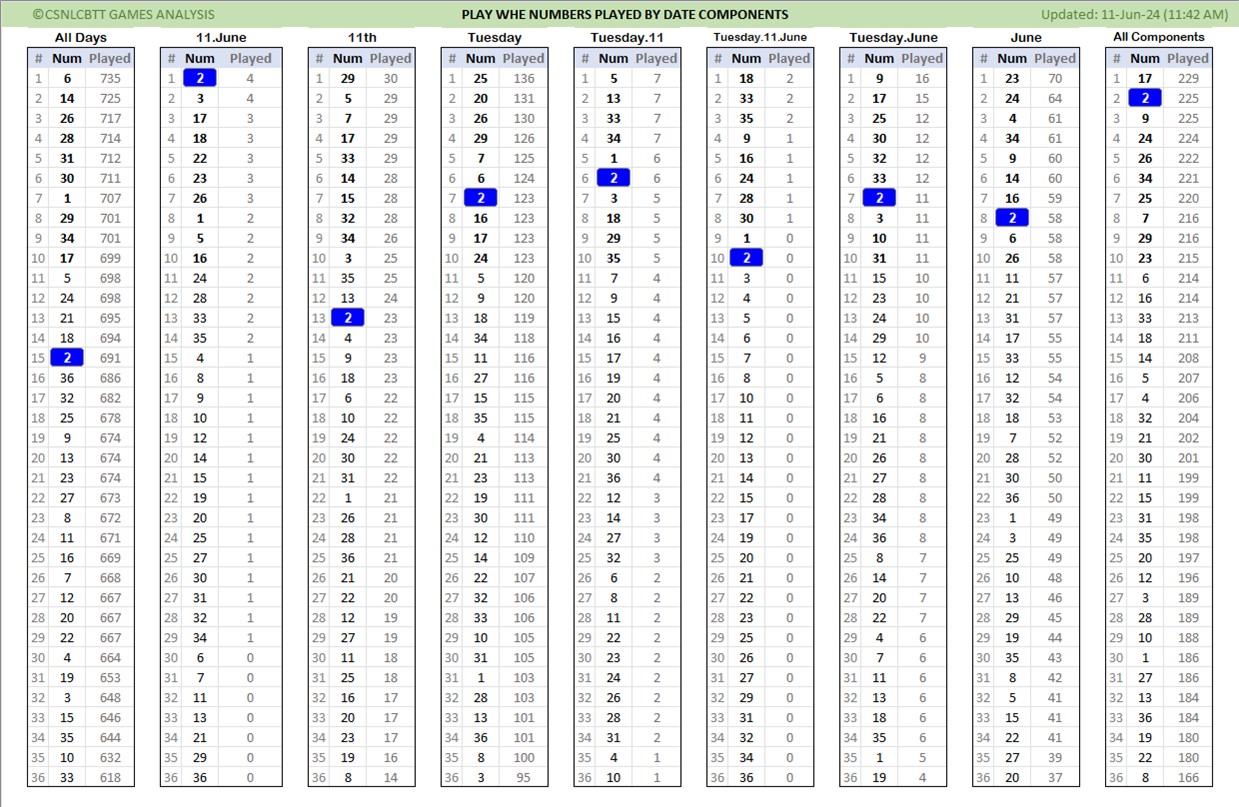 ©CSNLCBTT GAMES ANALYSIS PLAY WHE NUMBERS PLAYED BY DATE COMPONENTS Updated: 11-Jun-24 (11:42 AM)
All Days 11.June 11th Tuesday Tuesday.11 Tuesday.11.June Tuesday.June June All Components
# Num Played # Num Played # Num Played # Num Played # Num Played # Num Played # Num Played # Num Played # Num Played
1 6 735 1 2 4 1 29 30 1 25 136 1 5 7 1 18 2 1 9 16 1 23 70 1 17 229
2 14 725 2 3 4 2 5 29 2 20 131 2 13 7 2 33 2 2 17 15 2 24 64 2 2 225
3 26 717 3 17 3 3 7 29 3 26 130 3 33 7 3 35 2 3 25 12 3 4 61 3 9 225
4 28 714 4 18 3 4 17 29 4 29 126 4 34 7 4 9 1 4 30 12 4 34 61 4 24 224
5 31 712 5 22 3 5 33 29 5 7 125 5 1 6 5 16 1 5 32 12 5 9 60 5 26 222
6 30 711 6 23 3 6 14 28 6 6 124 6 2 6 6 24 1 6 33 12 6 14 60 6 34 221
7 1 707 7 26 3 7 15 28 7 2 123 7 3 5 7 28 1 7 2 11 7 16 59 7 25 220
8 29 701 8 1 2 8 32 28 8 16 123 8 18 5 8 30 1 8 3 11 8 2 58 8 7 216
9 34 701 9 5 2 9 34 26 9 17 123 9 29 5 9 1 0 9 10 11 9 6 58 9 29 216
10 17 699 10 16 2 10 3 25 10 24 123 10 35 5 10 2 0 10 31 11 10 26 58 10 23 215
11 5 698 11 24 2 11 35 25 11 5 120 11 7 4 11 3 0 11 15 10 11 11 57 11 6 214
12 24 698 12 28 2 12 13 24 12 9 120 12 9 4 12 4 0 12 23 10 12 21 57 12 16 214
13 21 695 13 33 2 13 2 23 13 18 119 13 15 4 13 5 0 13 24 10 13 31 57 13 33 213
14 18 694 14 35 2 14 4 23 14 34 118 14 16 4 14 6 0 14 29 10 14 17 55 14 18 211
15 2 691 15 4 1 15 9 23 15 11 116 15 17 4 15 7 0 15 12 9 15 33 55 15 14 208
16 36 686 16 8 1 16 18 23 16 27 116 16 19 4 16 8 0 16 5 8 16 12 54 16 5 207
17 32 682 17 9 1 17 6 22 17 15 115 17 20 4 17 10 0 17 6 8 17 32 54 17 4 206
18 25 678 18 10 1 18 10 22 18 35 115 18 21 4 18 11 0 18 16 8 18 18 53 18 32 204
19 9 674 19 12 1 19 24 22 19 4 114 19 25 4 19 12 0 19 21 8 19 7 52 19 21 202
20 13 674 20 14 1 20 30 22 20 21 113 20 30 4 20 13 0 20 26 8 20 28 52 20 30 201
21 23 674 21 15 1 21 31 22 21 23 113 21 36 4 21 14 0 21 27 8 21 30 50 21 11 199
22 27 673 22 19 1 22 1 21 22 19 111 22 12 3 22 15 0 22 28 8 22 36 50 22 15 199
23 8 672 23 20 1 23 26 21 23 30 111 23 14 3 23 17 0 23 34 8 23 1 49 23 31 198
24 11 671 24 25 1 24 28 21 24 12 110 24 27 3 24 19 0 24 36 8 24 3 49 24 35 198
25 16 669 25 27 1 25 36 21 25 14 109 25 32 3 25 20 0 25 8 7 25 25 49 25 20 197
26 7 668 26 30 1 26 21 20 26 22 107 26 6 2 26 21 0 26 14 7 26 10 48 26 12 196
27 12 667 27 31 1 27 22 20 27 32 106 27 8 2 27 22 0 27 20 7 27 13 46 27 3 189
28 20 667 28 32 1 28 12 19 28 33 106 28 11 2 28 23 0 28 22 7 28 29 45 28 28 189
29 22 667 29 34 1 29 27 19 29 10 105 29 22 2 29 25 0 29 4 6 29 19 44 29 10 188
30 4 664 30 6 0 30 11 18 30 31 105 30 23 2 30 26 0 30 7 6 30 35 43 30 1 186
31 19 653 31 7 0 31 25 18 31 1 103 31 24 2 31 27 0 31 11 6 31 8 42 31 27 186
32 3 648 32 11 0 32 16 17 32 28 103 32 26 2 32 29 0 32 13 6 32 5 41 32 13 184
33 15 646 33 13 0 33 20 17 33 13 101 33 28 2 33 31 0 33 18 6 33 15 41 33 36 184
34 35 644 34 21 0 34 23 17 34 36 101 34 31 2 34 32 0 34 35 6 34 22 41 34 19 180
35 10 632 35 29 0 35 19 16 35 8 100 35 4 1 35 34 0 35 1 5 35 27 39 35 22 180
36 33 618 36 36 0 36 8 14 36 3 95 36 10 1 36 36 0 36 19 4 36 20 37 36 8 166